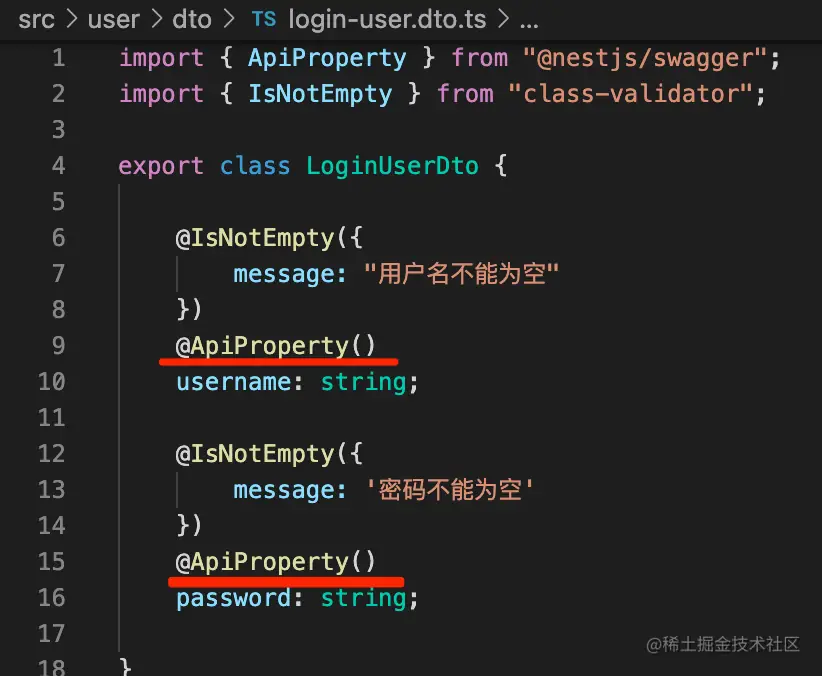 src > user > dto > TS login-user.dto.ts > ...
1 import { ApiProperty } from "@nestjs/swagger";
2 import { IsNotEmpty } from "class-validator";
3
4 export class LoginUserDto {
5
6 @IsNotEmpty({
7 message: "用户名不能为空"
8 })
9 @ApiProperty()
10 username: string;
11
12 @IsNotEmpty({
13 message: '密码不能为空'
14 })
15 @ApiProperty()
16 password: string;
17
18 }
@稀土掘金技术社区